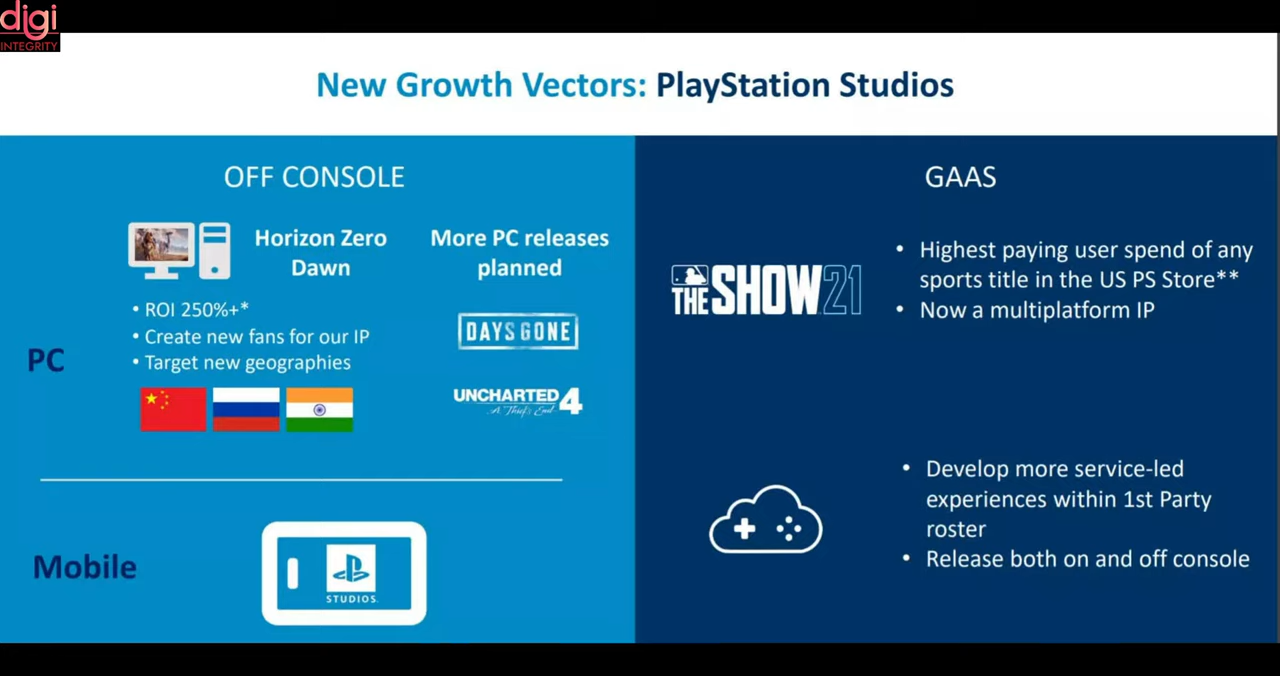 digi
INTEGRITY
New Growth Vectors: PlayStation Studios
OFF CONSOLE
PC
Horizon Zero
Dawn
• ROI 250%+*
• Create new fans for our IP
• Target new geographies
More PC releases
planned
DAYS GONE
UNCHARTED 4
A Thief's End
Mobile
STUDIOS
GAAS
MLB THE SHOW 21
• Highest paying user spend of any
sports title in the US PS Store**
• Now a multiplatform IP
• Develop more service-led
experiences within 1st Party
roster
• Release both on and off console